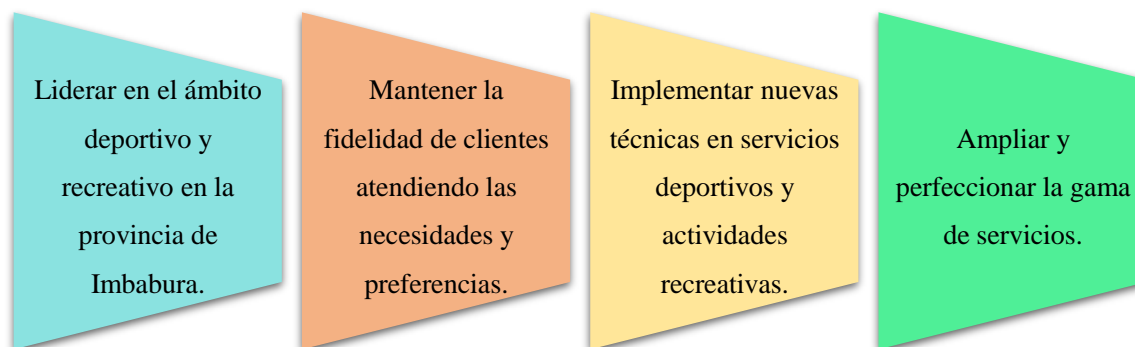 Liderar en el ámbito
deportivo y
recreativo en la
provincia de
Imbabura.
Mantener la
fidelidad de clientes
atendiendo las
necesidades y
preferencias.
Implementar nuevas
técnicas en servicios
deportivos y
actividades
recreativas.
Ampliar y
perfeccionar la gama
de servicios.